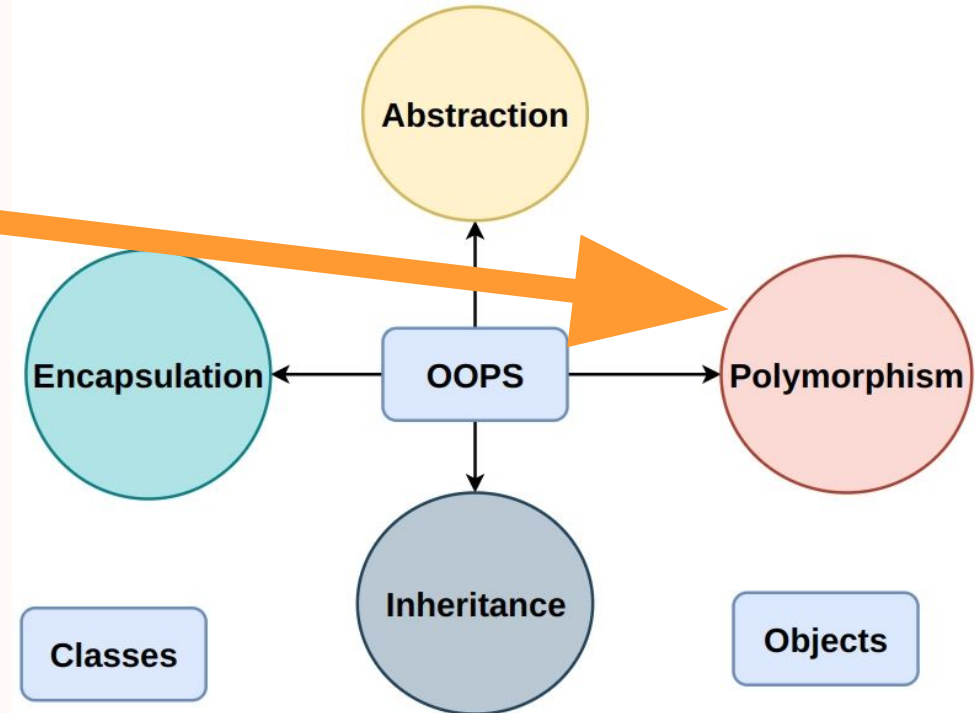 Abstraction
Encapsulation
OOPS
Polymorphism
Inheritance
Classes
Objects